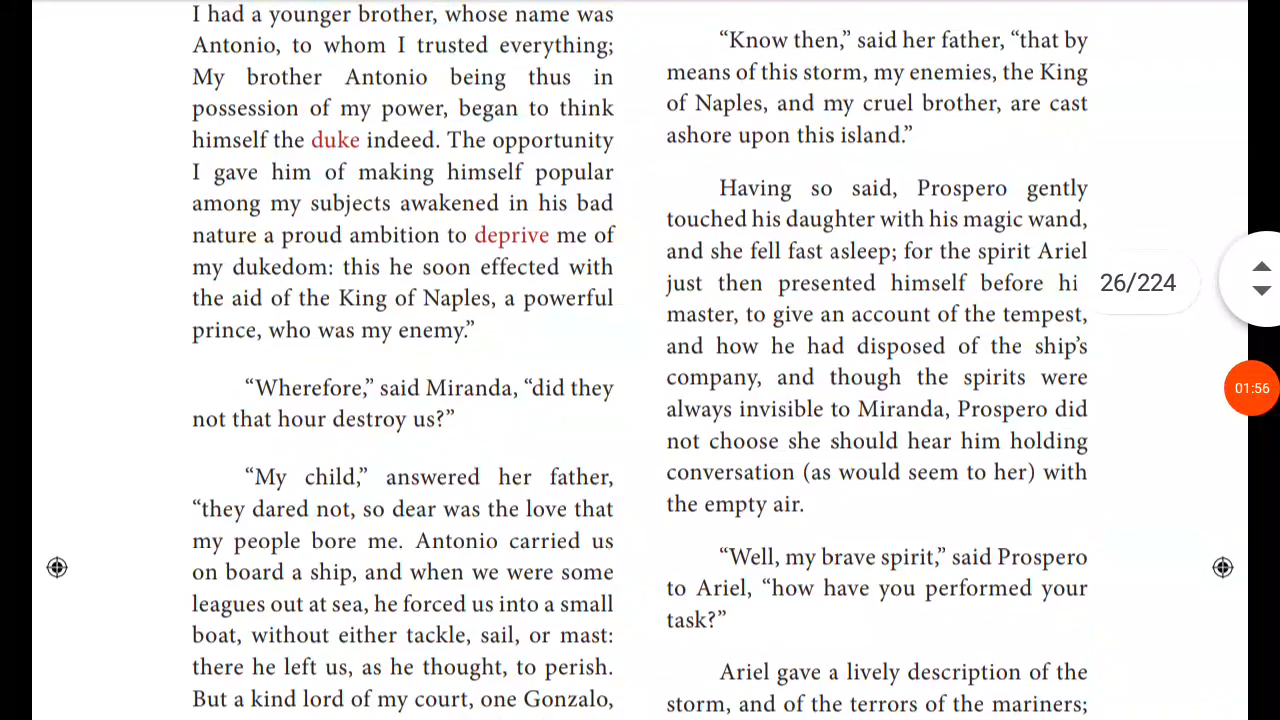 I had a younger brother, whose name was
Antonio, to whom I trusted everything;
My brother Antonio being thus in
possession of my power, began to think
himself the duke indeed. The opportunity
I gave him of making himself popular
among my subjects awakened in his bad
nature a proud ambition to deprive me of
my dukedom: this he soon effected with
the aid of the King of Naples, a powerful
prince, who was my enemy.”
“Wherefore,” said Miranda, “did they
not that hour destroy us?”
“My child,” answered her father,
“they dared not, so dear was the love that
my people bore me. Antonio carried us
on board a ship, and when we were some
leagues out at sea, he forced us into a small
boat, without either tackle, sail, or mast:
there he left us, as he thought, to perish.
But a kind lord of my court, one Gonzalo,
“Know then,” said her father, “that by
means of this storm, my enemies, the King
of Naples, and my cruel brother, are cast
ashore upon this island.”
Having so said, Prospero gently
touched his daughter with his magic wand,
and she fell fast asleep; for the spirit Ariel
just then presented himself before hi
master, to give an account of the tempest,
and how he had disposed of the ship’s
company, and though the spirits were
always invisible to Miranda, Prospero did
not choose she should hear him holding
conversation (as would seem to her) with
the empty air.
“Well, my brave spirit,” said Prospero
to Ariel, “how have you performed your
task?”
Ariel gave a lively description of the
storm, and of the terrors of the mariners;
26/224
01:56